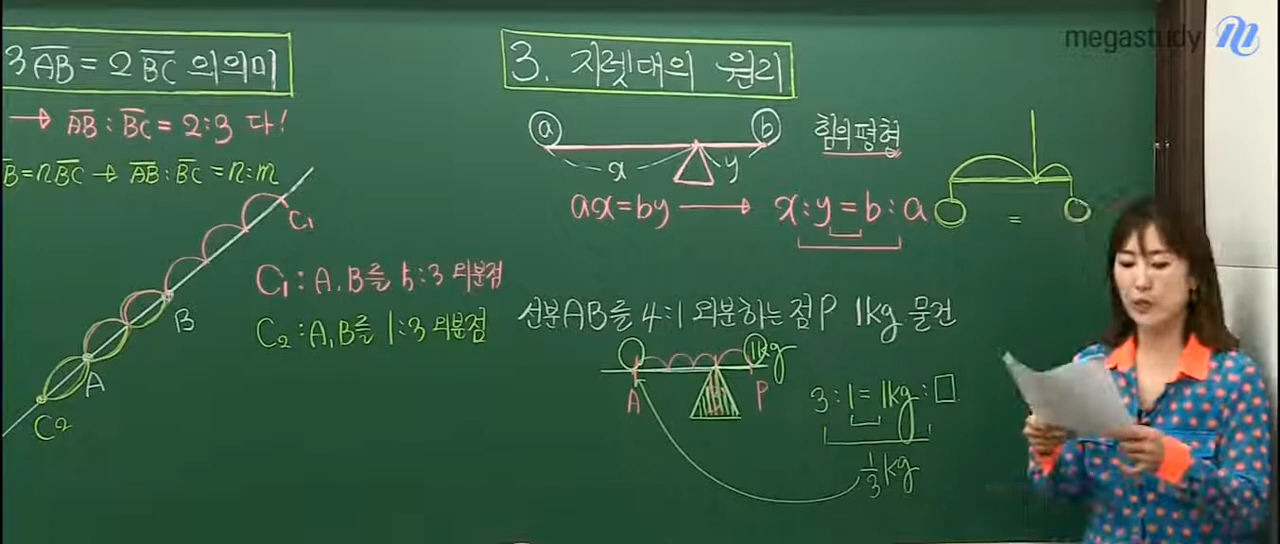 megastudy
3AB = 2BC 의의미
→ AB : BC = 2:3 다!
B = nBC → AB : BC = n:m
C₁
B
A
C₂
C₁ : A, B를 5:3 외분점
C₂ : A, B를 1:3 외분점
3. 지렛대의 원리
a b
x y
힘의평형
ax=by → x:y=b:a
=
선분AB를 4:1 외분하는 점P 1kg 물건
1kg
A B P
3:1=1kg:□
1/3 kg